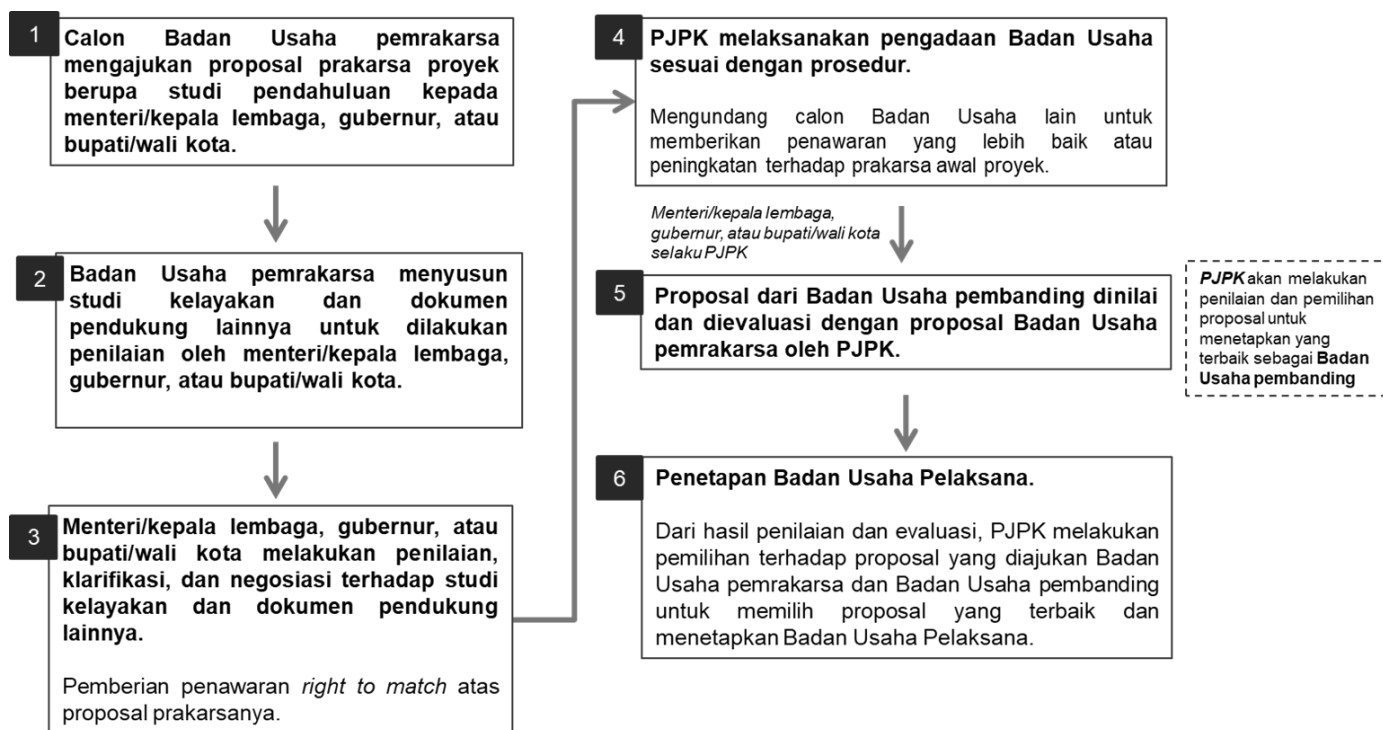 1
Calon Badan Usaha pemrakarsa
mengajukan proposal prakarsa proyek
berupa studi pendahuluan kepada
menteri/kepala lembaga, gubernur, atau
bupati/wali kota.
2
Badan Usaha pemrakarsa menyusun
studi kelayakan dan dokumen
pendukung lainnya untuk dilakukan
penilaian oleh menteri/kepala lembaga,
gubernur, atau bupati/wali kota.
3
Menteri/kepala lembaga, gubernur, atau
bupati/wali kota melakukan penilaian,
klarifikasi, dan negosiasi terhadap studi
kelayakan dan dokumen pendukung
lainnya.
Pemberian penawaran right to match atas
proposal prakarsanya.
4
PJPK melaksanakan pengadaan Badan Usaha
sesuai dengan prosedur.
Mengundang calon Badan Usaha lain untuk
memberikan penawaran yang lebih baik atau
peningkatan terhadap prakarsa awal proyek.
Menteri/kepala lembaga,
gubernur, atau bupati/wali kota
selaku PJPK
5
Proposal dari Badan Usaha pembanding dinilai
dan dievaluasi dengan proposal Badan Usaha
pemrakarsa oleh PJPK.
PJPK akan melakukan
penilaian dan pemilihan
proposal untuk
menetapkan yang
terbaik sebagai Badan
Usaha pembanding
6
Penetapan Badan Usaha Pelaksana.
Dari hasil penilaian dan evaluasi, PJPK melakukan
pemilihan terhadap proposal yang diajukan Badan
Usaha pemrakarsa dan Badan Usaha pembanding
untuk memilih proposal yang terbaik dan
menetapkan Badan Usaha Pelaksana.